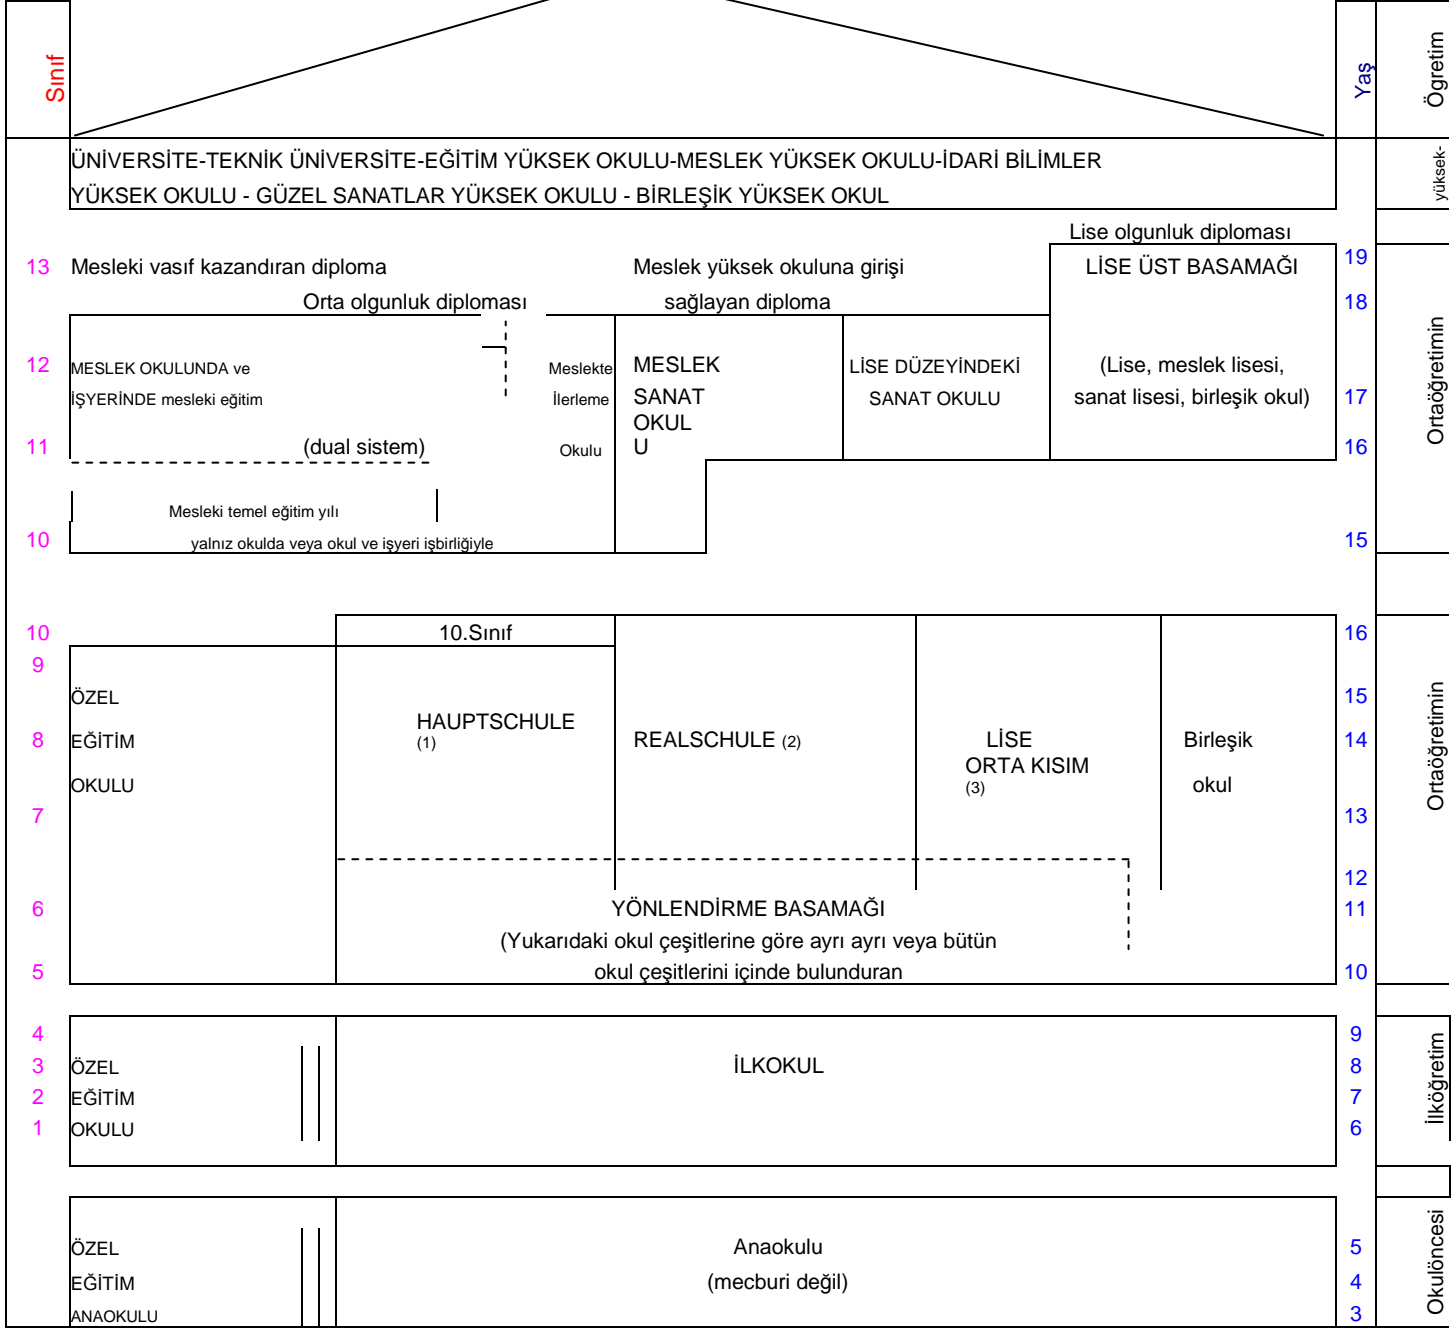 Sınıf
Yaş
Ögretim
ÜNİVERSİTE-TEKNİK ÜNİVERSİTE-EĞİTİM YÜKSEK OKULU-MESLEK YÜKSEK OKULU-İDARİ BİLİMLER
YÜKSEK OKULU - GÜZEL SANATLAR YÜKSEK OKULU - BİRLEŞİK YÜKSEK OKUL
yüksek-
Lise olgunluk diploması
13 Mesleki vasıf kazandıran diploma Meslek yüksek okuluna girişi LİSE ÜST BASAMAĞI 19
Orta olgunluk diploması sağlayan diploma 18
12 MESLEK OKULUNDA ve Meslekte MESLEK LİSE DÜZEYİNDEKİ (Lise, meslek lisesi,
İŞYERİNDE mesleki eğitim İlerleme SANAT SANAT OKULU sanat lisesi, birleşik okul) 17
OKUL
11 (dual sistem) Okulu U 16
Ortaöğretimin
Mesleki temel eğitim yılı
10 yalnız okulda veya okul ve işyeri işbirliğiyle 15
10 10.Sınıf 16
9
ÖZEL 15
HAUPTSCHULE
8 EĞİTİM (1) REALSCHULE (2) LİSE Birleşik 14
ORTA KISIM
OKULU (3) okul
7 13
Ortaöğretimin
12
6 YÖNLENDİRME BASAMAĞI 11
(Yukarıdaki okul çeşitlerine göre ayrı ayrı veya bütün
5 okul çeşitlerini içinde bulunduran 10
4 9
3 ÖZEL İLKOKUL 8
2 EĞİTİM 7
1 OKULU 6
İlköğretim
ÖZEL Anaokulu 5
EĞİTİM (mecburi değil) 4
ANAOKULU 3
Okulöncesi